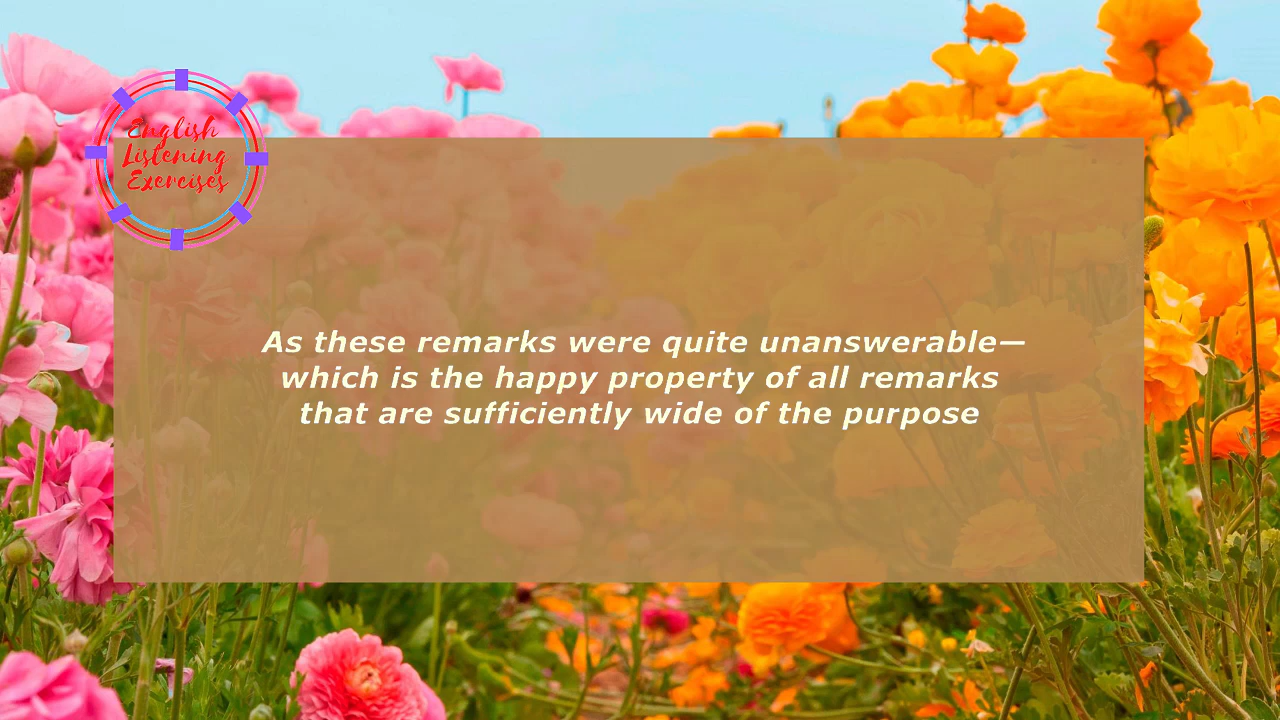 English
Listening
Exercises
As these remarks were quite unanswerable—
which is the happy property of all remarks
that are sufficiently wide of the purpose